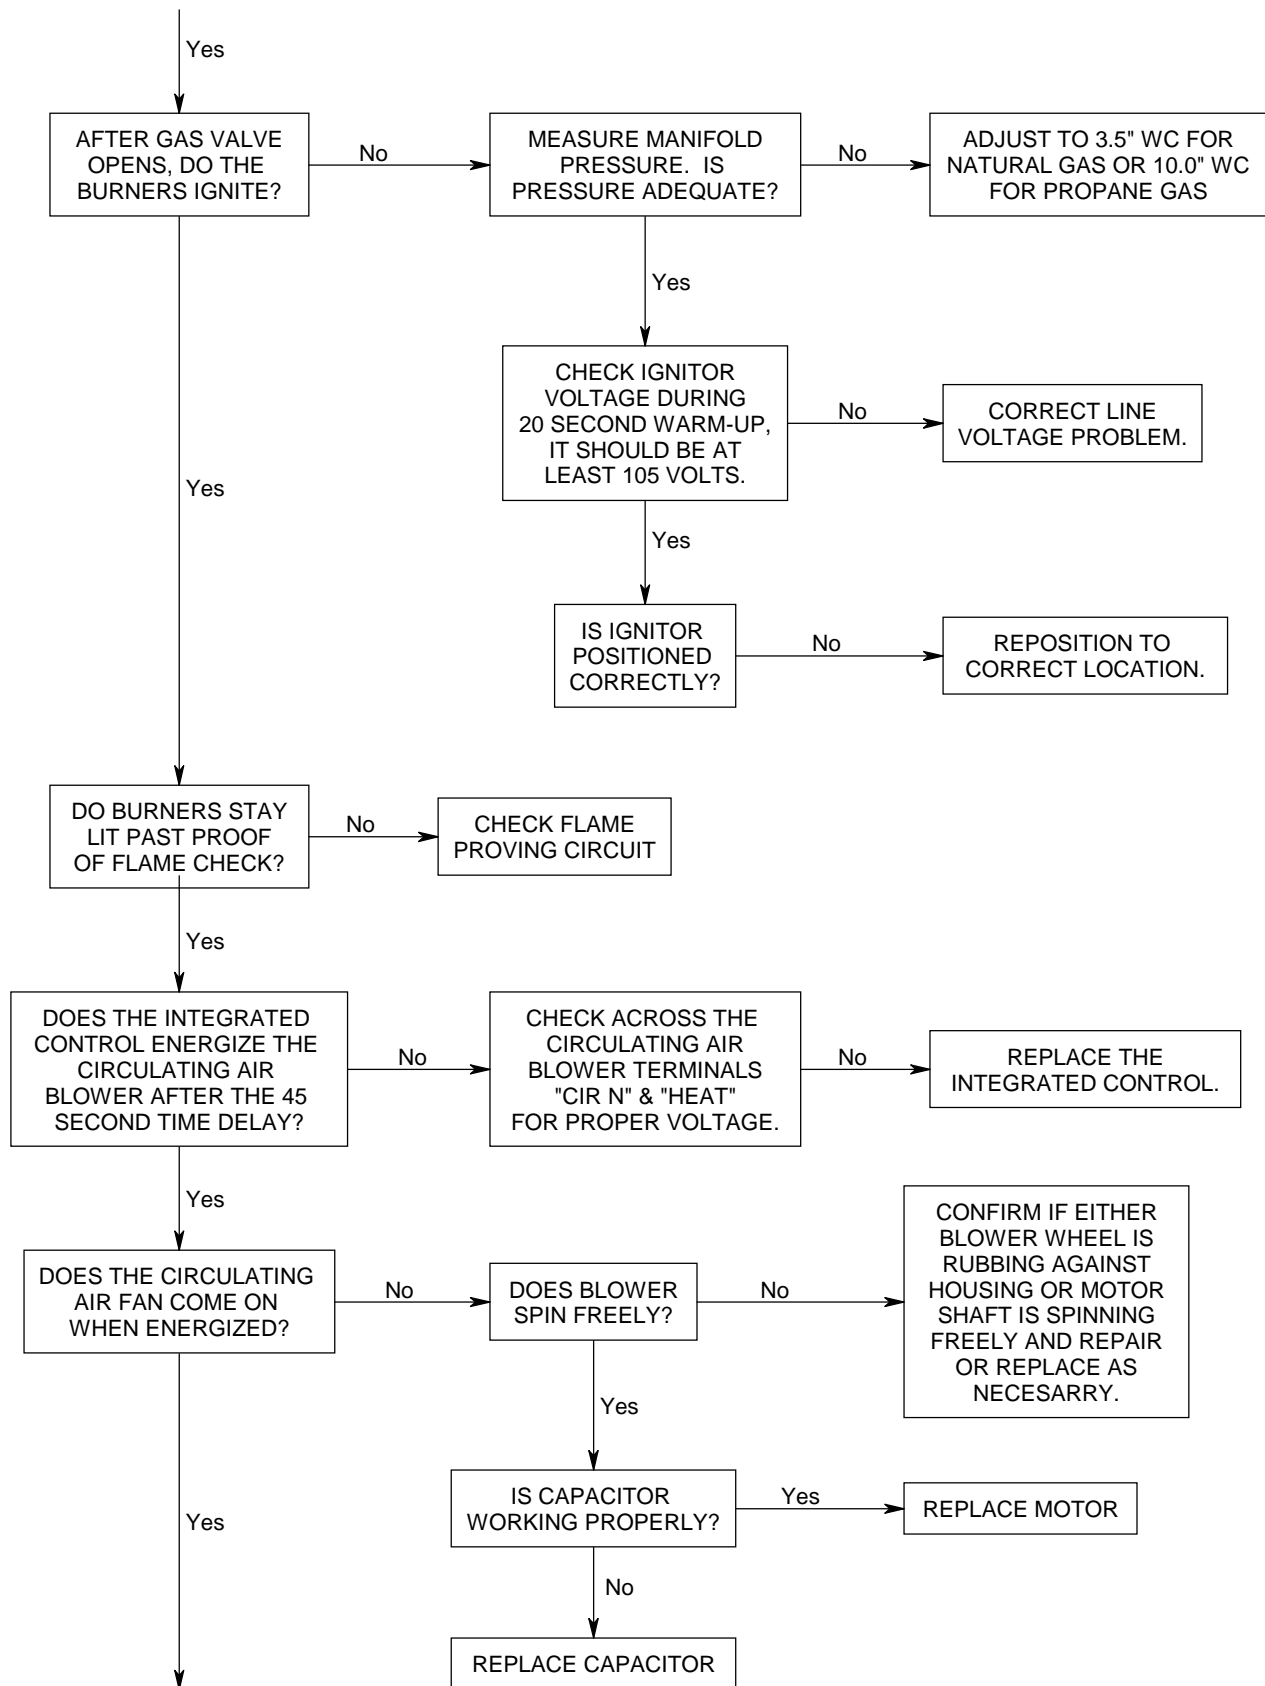 Yes
AFTER GAS VALVE
OPENS, DO THE
BURNERS IGNITE?
No
MEASURE MANIFOLD
PRESSURE.  IS
PRESSURE ADEQUATE?
No
ADJUST TO 3.5" WC FOR
NATURAL GAS OR 10.0" WC
FOR PROPANE GAS
Yes
CHECK IGNITOR
VOLTAGE DURING
20 SECOND WARM-UP,
IT SHOULD BE AT
LEAST 105 VOLTS.
No
CORRECT LINE
VOLTAGE PROBLEM.
Yes
Yes
IS IGNITOR
POSITIONED
CORRECTLY?
No
REPOSITION TO
CORRECT LOCATION.
DO BURNERS STAY
LIT PAST PROOF
OF FLAME CHECK?
No
CHECK FLAME
PROVING CIRCUIT
Yes
DOES THE INTEGRATED
CONTROL ENERGIZE THE
CIRCULATING AIR
BLOWER AFTER THE 45
SECOND TIME DELAY?
No
CHECK ACROSS THE
CIRCULATING AIR
BLOWER TERMINALS
"CIR N" & "HEAT"
FOR PROPER VOLTAGE.
No
REPLACE THE
INTEGRATED CONTROL.
Yes
DOES THE CIRCULATING
AIR FAN COME ON
WHEN ENERGIZED?
No
DOES BLOWER
SPIN FREELY?
No
CONFIRM IF EITHER
BLOWER WHEEL IS
RUBBING AGAINST
HOUSING OR MOTOR
SHAFT IS SPINNING
FREELY AND REPAIR
OR REPLACE AS
NECESARRY.
Yes
IS CAPACITOR
WORKING PROPERLY?
Yes
REPLACE MOTOR
Yes
No
REPLACE CAPACITOR